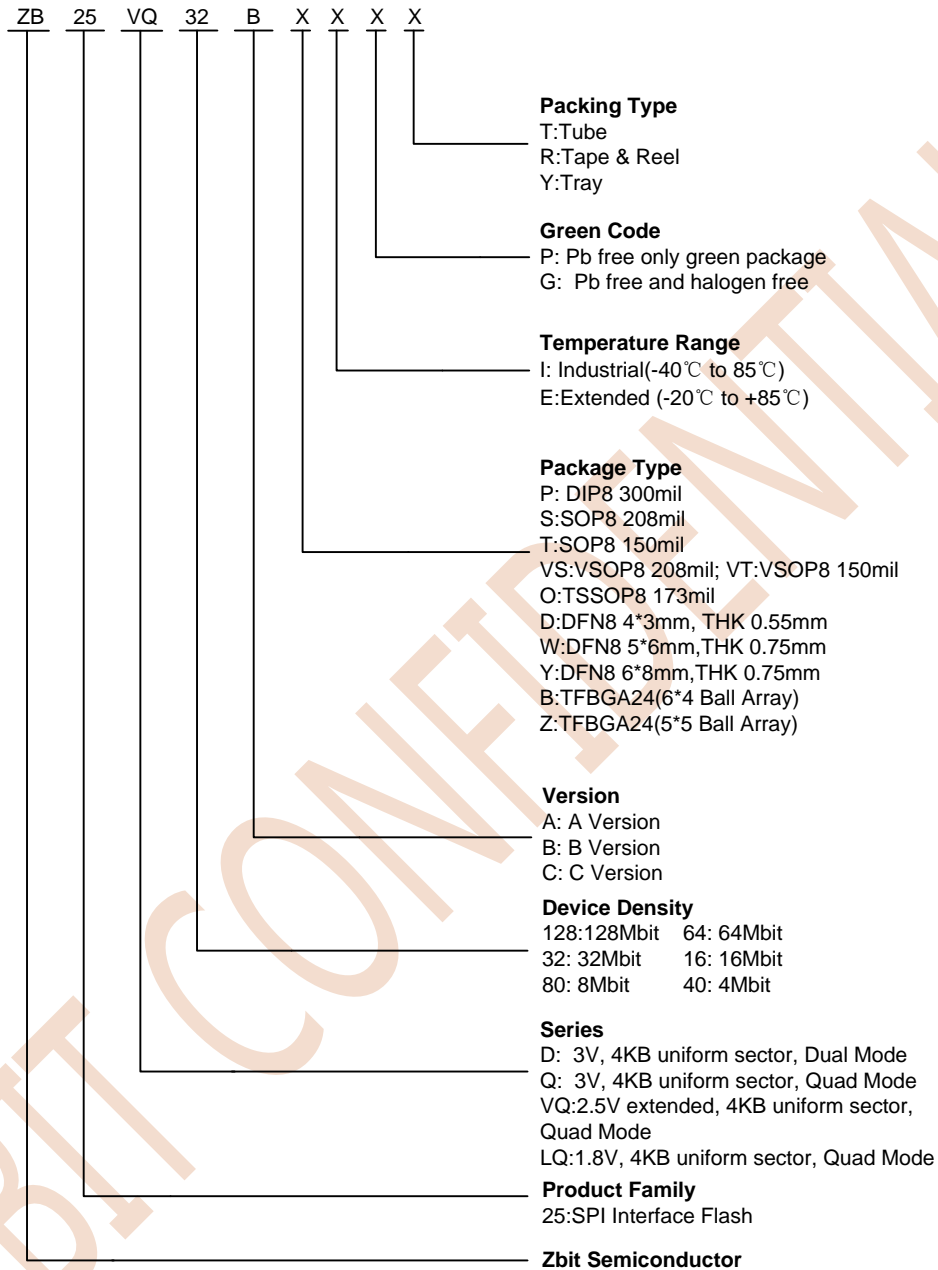 ZB 25 VQ 32 B X X X X
Packing Type
T:Tube
R:Tape & Reel
Y:Tray
Green Code
P: Pb free only green package
G: Pb free and halogen free
Temperature Range
I: Industrial(-40℃ to 85℃)
E:Extended (-20℃ to +85℃)
Package Type
P: DIP8 300mil
S:SOP8 208mil
T:SOP8 150mil
VS:VSOP8 208mil; VT:VSOP8 150mil
O:TSSOP8 173mil
D:DFN8 4*3mm, THK 0.55mm
W:DFN8 5*6mm,THK 0.75mm
Y:DFN8 6*8mm,THK 0.75mm
B:TFBGA24(6*4 Ball Array)
Z:TFBGA24(5*5 Ball Array)
Version
A: A Version
B: B Version
C: C Version
Device Density
128:128Mbit 64: 64Mbit
32: 32Mbit 16: 16Mbit
80: 8Mbit 40: 4Mbit
Series
D: 3V, 4KB uniform sector, Dual Mode
Q: 3V, 4KB uniform sector, Quad Mode
VQ:2.5V extended, 4KB uniform sector,
Quad Mode
LQ:1.8V, 4KB uniform sector, Quad Mode
Product Family
25:SPI Interface Flash
Zbit Semiconductor
BIT CONFIDENTIA